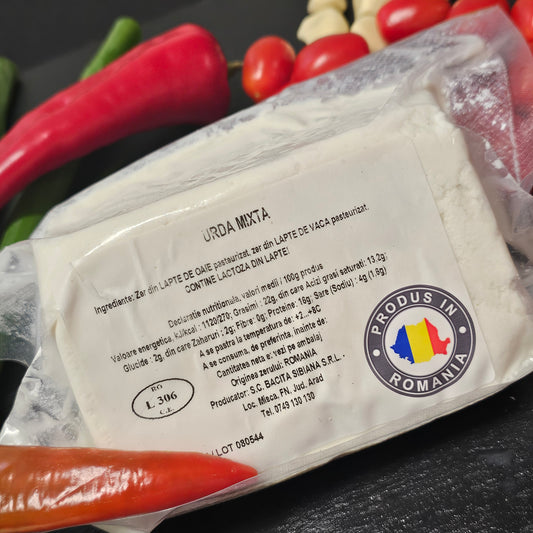 URDA MIXTA
Ingrediente: Zer din LAPTE DE OAIE pasteurizat, zer din LAPTE DE VACA pasteurizat.
CONTINE LACTOZA DIN LAPTE!
Declaratie nutritionala, valori medii / 100g produs
Valoare energetica, kJ/kcal : 1120/270; Grasimi : 22g, din care Acizi grasi saturati: 13,2g;
Glucide : 2g, din care Zaharuri : 2g; Fibre: 0g; Proteine: 16g; Sare (Sodiu) : 4g (1,6g)
A se pastra la temperatura de +2...+8C
A se consuma, de preferinta, inainte de:
Cantitatea neta a(vezi pe ambalaj)
Originea zerului: ROMANIA
Producator: S.C. BACITA SIBIANA S.R.L.
Loc. Misca, FN, Jud. Arad
Tel. 0749 130 130
RO
L 306
C.E.
/ LOT 080544
PRODUS IN
ROMANIA